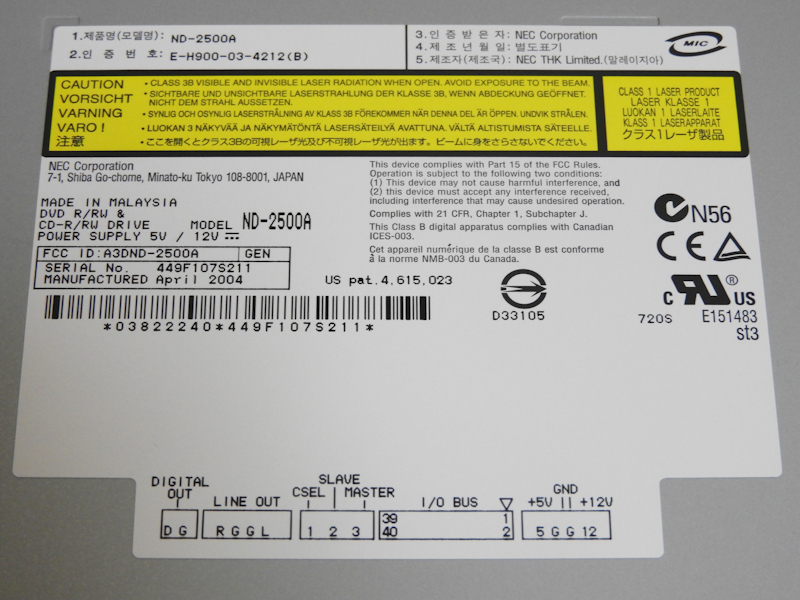 1.제품명(모델명): ND-2500A
2.인 증 번 호: E-H900-03-4212(B)
3.인 증 받 은 자: NEC Corporation
4.제 조 년 월 일: 별도표기
5.제조자(제조국): NEC THK Limited.(말레이지아)
MIC
CAUTION • CLASS 3B VISIBLE AND INVISIBLE LASER RADIATION WHEN OPEN. AVOID EXPOSURE TO THE BEAM.
VORSICHT • SICHTBARE UND UNSICHTBARE LASERSTRAHLUNG DER KLASSE 3B, WENN ABDECKUNG GEÖFFNET.
NICHT DEM STRAHL AUSSETZEN.
VARNING • SYNLIG OCH OSYNLIG LASERSTRÅLNING AV KLASS 3B FÖREKOMMER NÄR DENNA DEL ÄR ÖPPEN. UNDVIK STRÅLEN.
VARO! • LUOKAN 3 NÄKYVÄÄ JA NÄKYMÄTÖNTÄ LASERSÄTEILYÄ AVATTUNA. VÄLTÄ ALTISTUMISTA SÄTEELLE.
注意 • ここを開くとクラス3Bの可視レーザ光及び不可視レーザ光が出ます。ビームに身をさらさないでください。
CLASS 1 LASER PRODUCT
LASER KLASSE 1
LUOKAN 1 LASERLAITE
KLASS 1 LASERAPPARAT
クラス1レーザ製品
NEC Corporation
7-1, Shiba Go-chome, Minato-ku Tokyo 108-8001, JAPAN
MADE IN MALAYSIA
DVD R/RW &
CD-R/RW DRIVE MODEL ND-2500A
POWER SUPPLY 5V / 12V
FCC ID:A3DND-2500A GEN
SERIAL No. 449F107S211
MANUFACTURED April 2004
This device complies with Part 15 of the FCC Rules.
Operation is subject to the following two conditions:
(1) This device may not cause harmful interference, and
(2) this device must accept any interference received,
including interference that may cause undesired operation.
Complies with 21 CFR, Chapter 1, Subchapter J.
This Class B digital apparatus complies with Canadian
ICES-003.
Cet appareil numérique de la classe B est conforme
à la norme NMB-003 du Canada.
N56
CE
US pat.4,615,023
D33105
c RU ® US
720S E151483
st3
*03822240*449F107S211*
DIGITAL
OUT
DG
LINE OUT
RGGL
SLAVE
CSEL MASTER
1 2 3
I/O BUS
39 1
40 2
GND
+5V +12V
5 G G 12